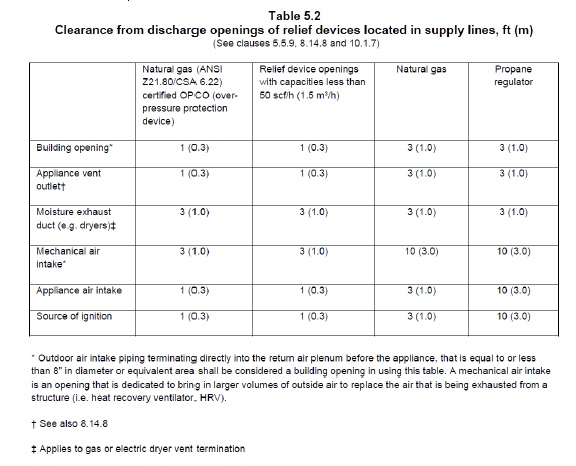 Table 5.2
Clearance from discharge openings of relief devices located in supply lines, ft (m)
(See clauses 5.5.9, 8.14.8 and 10.1.7)
Natural gas (ANSI Z21.80/CSA 6.22) certified OPCO (over-pressure protection device) Relief device openings with capacities less than 50 scf/h (1.5 m³/h) Natural gas Propane regulator
Building opening* 1 (0.3) 1 (0.3) 3 (1.0) 3 (1.0)
Appliance vent outlet† 1 (0.3) 1 (0.3) 3 (1.0) 3 (1.0)
Moisture exhaust duct (e.g. dryers)‡ 3 (1.0) 3 (1.0) 3 (1.0) 3 (1.0)
Mechanical air intake* 3 (1.0) 3 (1.0) 10 (3.0) 10 (3.0)
Appliance air intake 1 (0.3) 1 (0.3) 3 (1.0) 10 (3.0)
Source of ignition 1 (0.3) 1 (0.3) 3 (1.0) 10 (3.0)
* Outdoor air intake piping terminating directly into the return air plenum before the appliance, that is equal to or less
than 8" in diameter or equivalent area shall be considered a building opening in using this table. A mechanical air intake
is an opening that is dedicated to bring in larger volumes of outside air to replace the air that is being exhausted from a
structure (i.e. heat recovery ventilator, HRV).
† See also 8.14.8
‡ Applies to gas or electric dryer vent termination